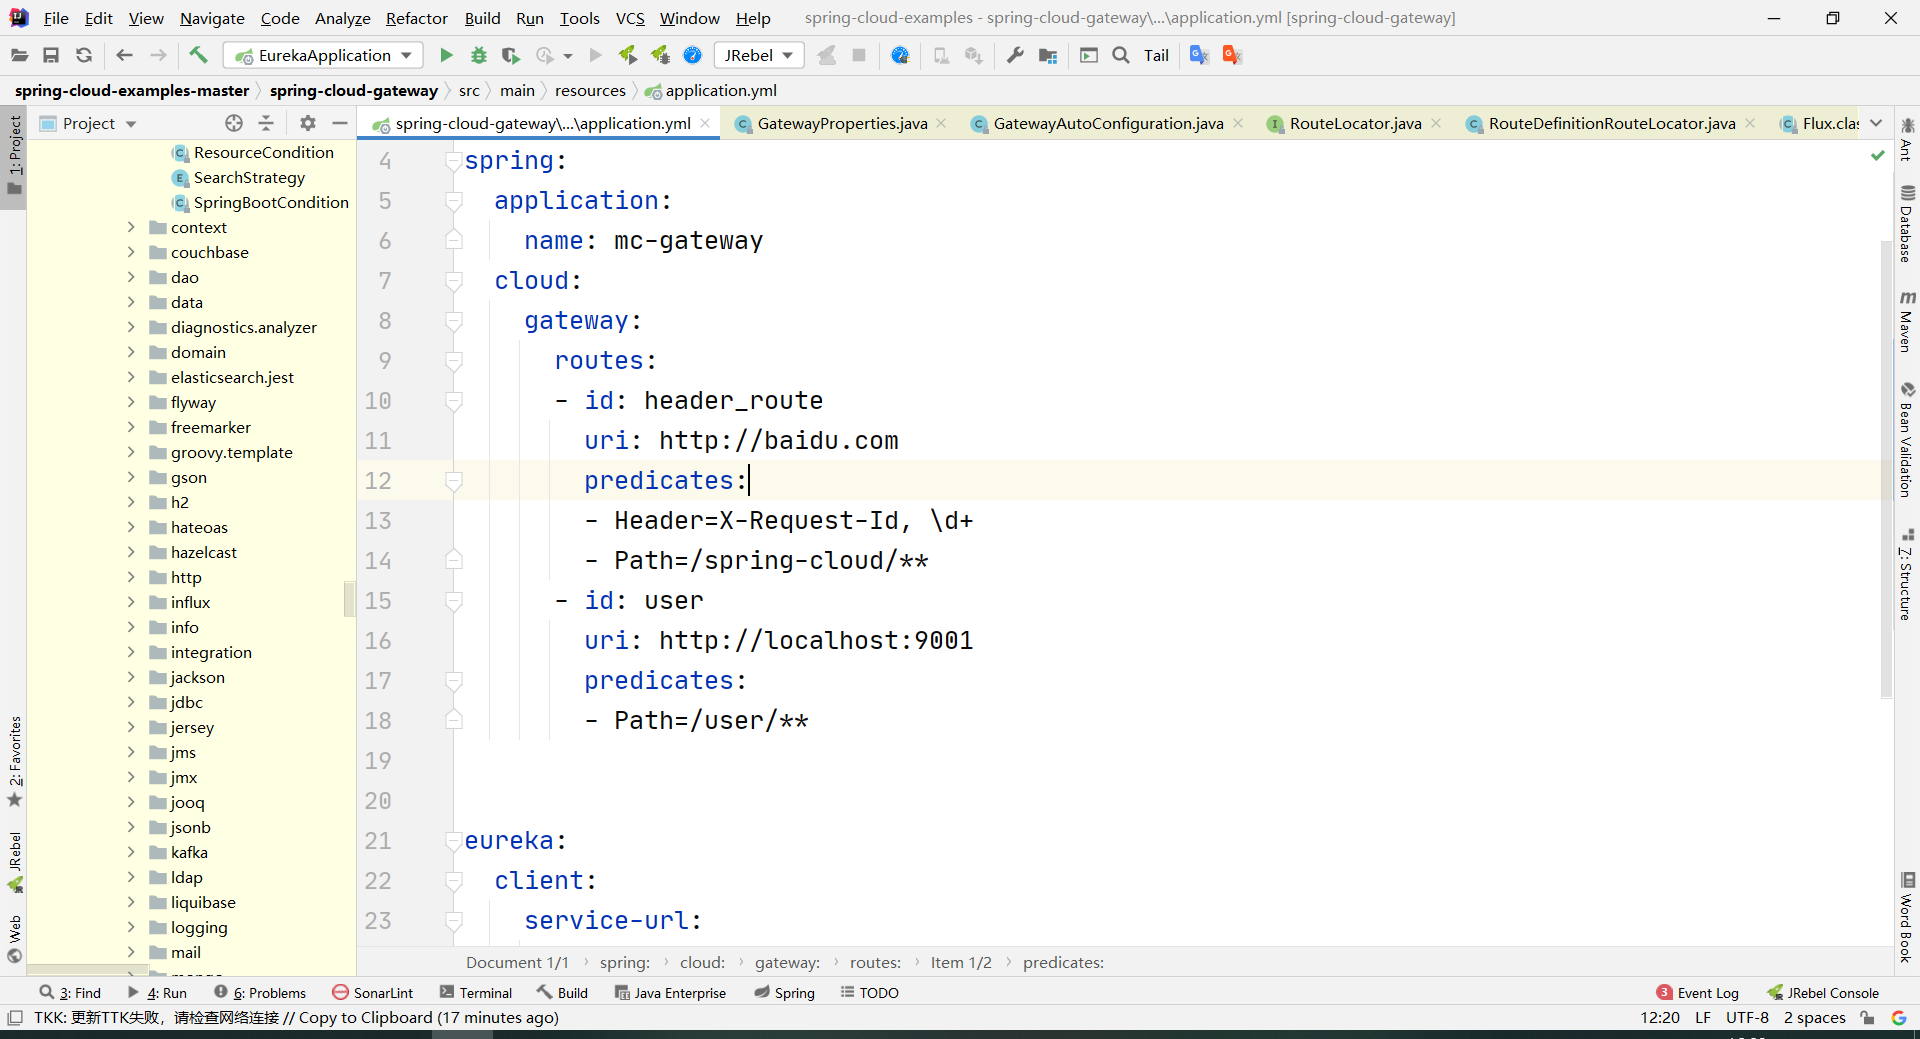 File Edit View Navigate Code Analyze Refactor Build Run Tools VCS Window Help spring-cloud-examples - spring-cloud-gateway\...\application.yml [spring-cloud-gateway]
EurekaApplication JRebel Tail
spring-cloud-examples-master spring-cloud-gateway src main resources application.yml
Project
spring-cloud-gateway\...\application.yml GatewayProperties.java GatewayAutoConfiguration.java RouteLocator.java RouteDefinitionRouteLocator.java Flux.clas
1: Project
2: Favorites
JRebel
Web
ResourceCondition
SearchStrategy
SpringBootCondition
context
couchbase
dao
data
diagnostics.analyzer
domain
elasticsearch.jest
flyway
freemarker
groovy.template
gson
h2
hateoas
hazelcast
http
influx
info
integration
jackson
jdbc
jersey
jms
jmx
jooq
jsonb
kafka
ldap
liquibase
logging
mail
4 spring:
5 application:
6 name: mc-gateway
7 cloud:
8 gateway:
9 routes:
10 - id: header_route
11 uri: http://baidu.com
12 predicates:
13 - Header=X-Request-Id, \d+
14 - Path=/spring-cloud/**
15 - id: user
16 uri: http://localhost:9001
17 predicates:
18 - Path=/user/**
19
20
21 eureka:
22 client:
23 service-url:
Ant
Database
Maven
Bean Validation
7: Structure
Word Book
Document 1/1 spring: cloud: gateway: routes: Item 1/2 predicates:
3: Find 4: Run 6: Problems SonarLint Terminal Build Java Enterprise Spring TODO 3 Event Log JRebel Console
TKK: 更新TTK失败，请检查网络连接 // Copy to Clipboard (17 minutes ago) 12:20 LF UTF-8 2 spaces